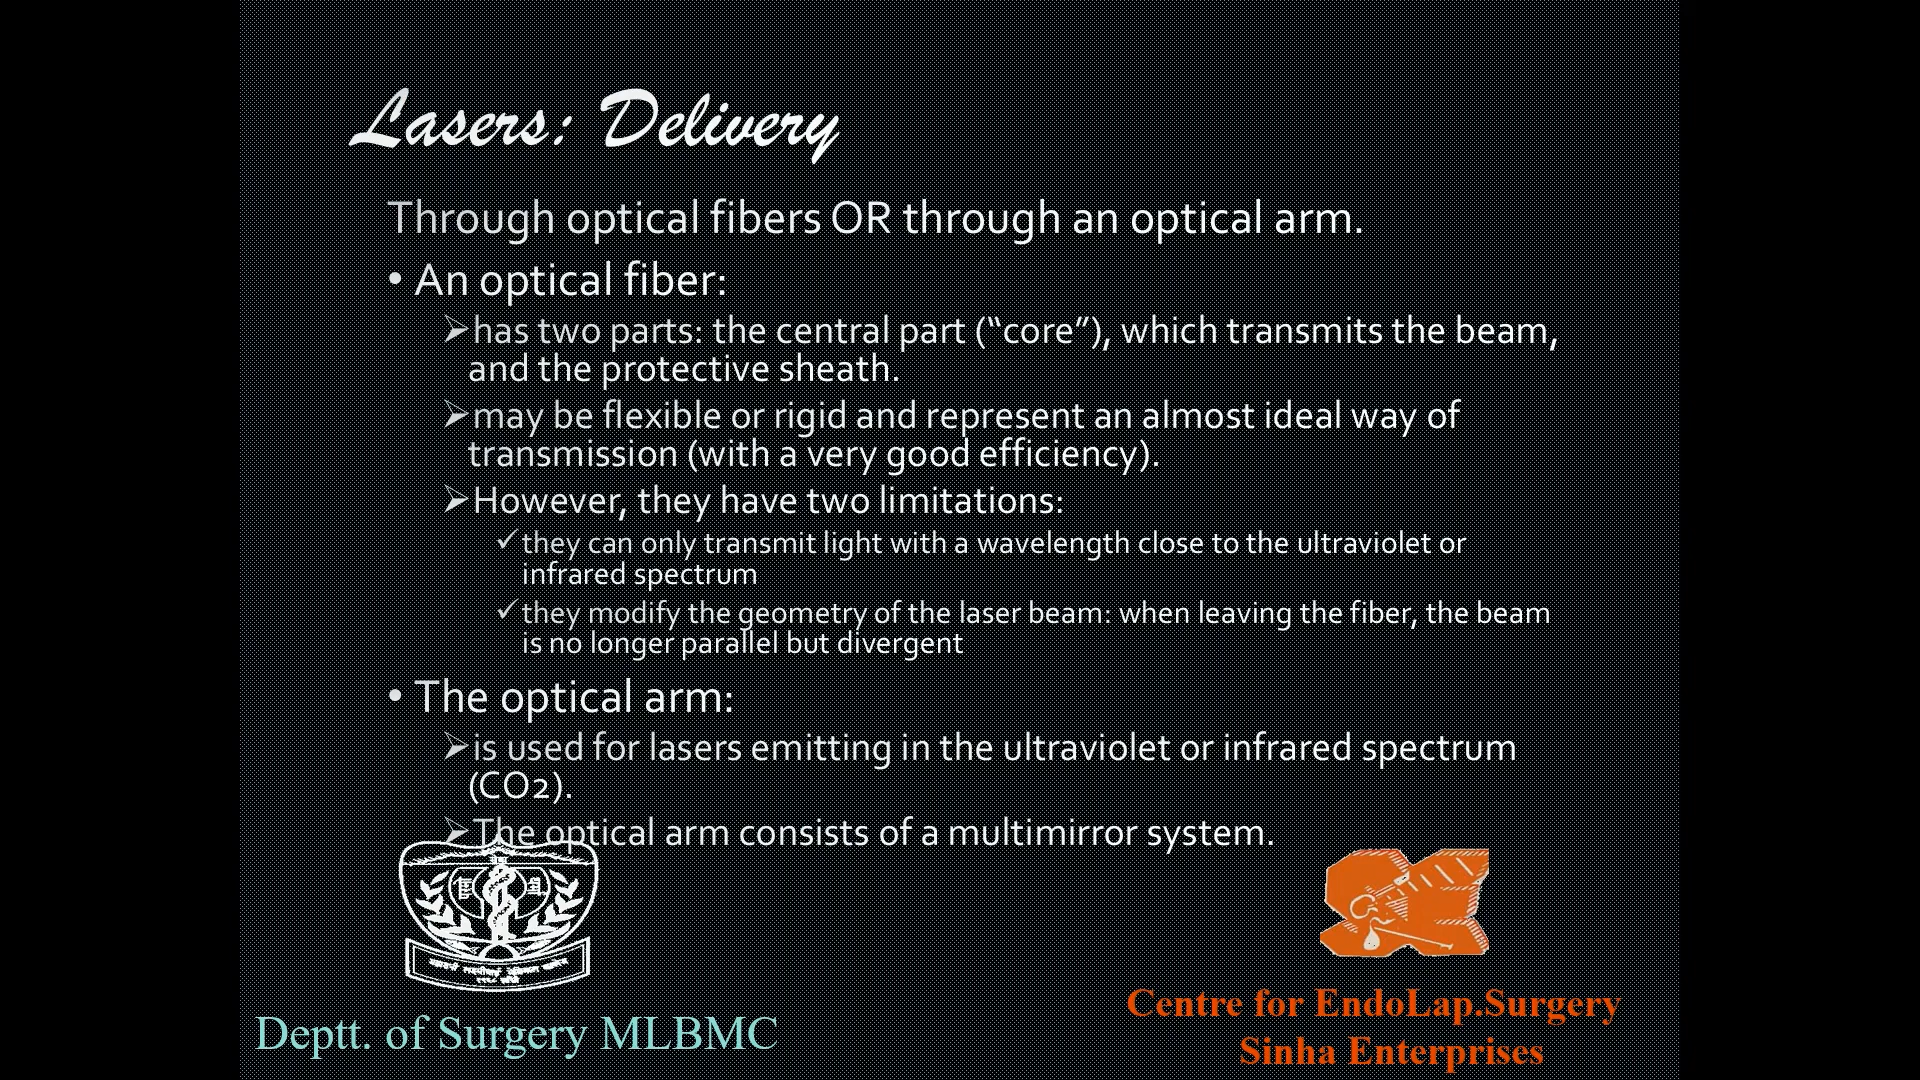 Lasers: Delivery
Through optical fibers OR through an optical arm.
• An optical fiber:
➢has two parts: the central part (“core”), which transmits the beam,
and the protective sheath.
➢may be flexible or rigid and represent an almost ideal way of
transmission (with a very good efficiency).
➢However, they have two limitations:
✓they can only transmit light with a wavelength close to the ultraviolet or
infrared spectrum
✓they modify the geometry of the laser beam: when leaving the fiber, the beam
is no longer parallel but divergent
• The optical arm:
➢is used for lasers emitting in the ultraviolet or infrared spectrum
(CO2).
➢The optical arm consists of a multimirror system.
Deptt. of Surgery MLBMC
Centre for EndoLap.Surgery
Sinha Enterprises